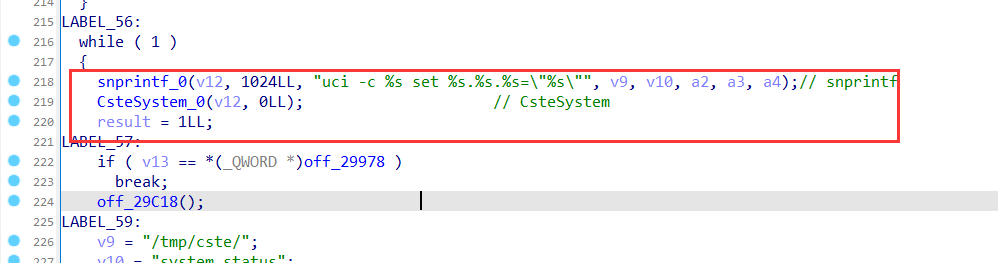 214 }
215 LABEL_56:
216 while ( 1 )
217 {
218 snprintf_0(v12, 1024LL, "uci -c %s set %s.%s.%s=\"%s\"", v9, v10, a2, a3, a4);// snprintf
219 CsteSystem_0(v12, 0LL); // CsteSystem
220 result = 1LL;
221 LABEL_57:
222 if ( v13 == *(_QWORD *)off_29978 )
223 break;
224 off_29C18();
225 LABEL_59:
226 v9 = "/tmp/cste/";
227 v10 = "system_status";